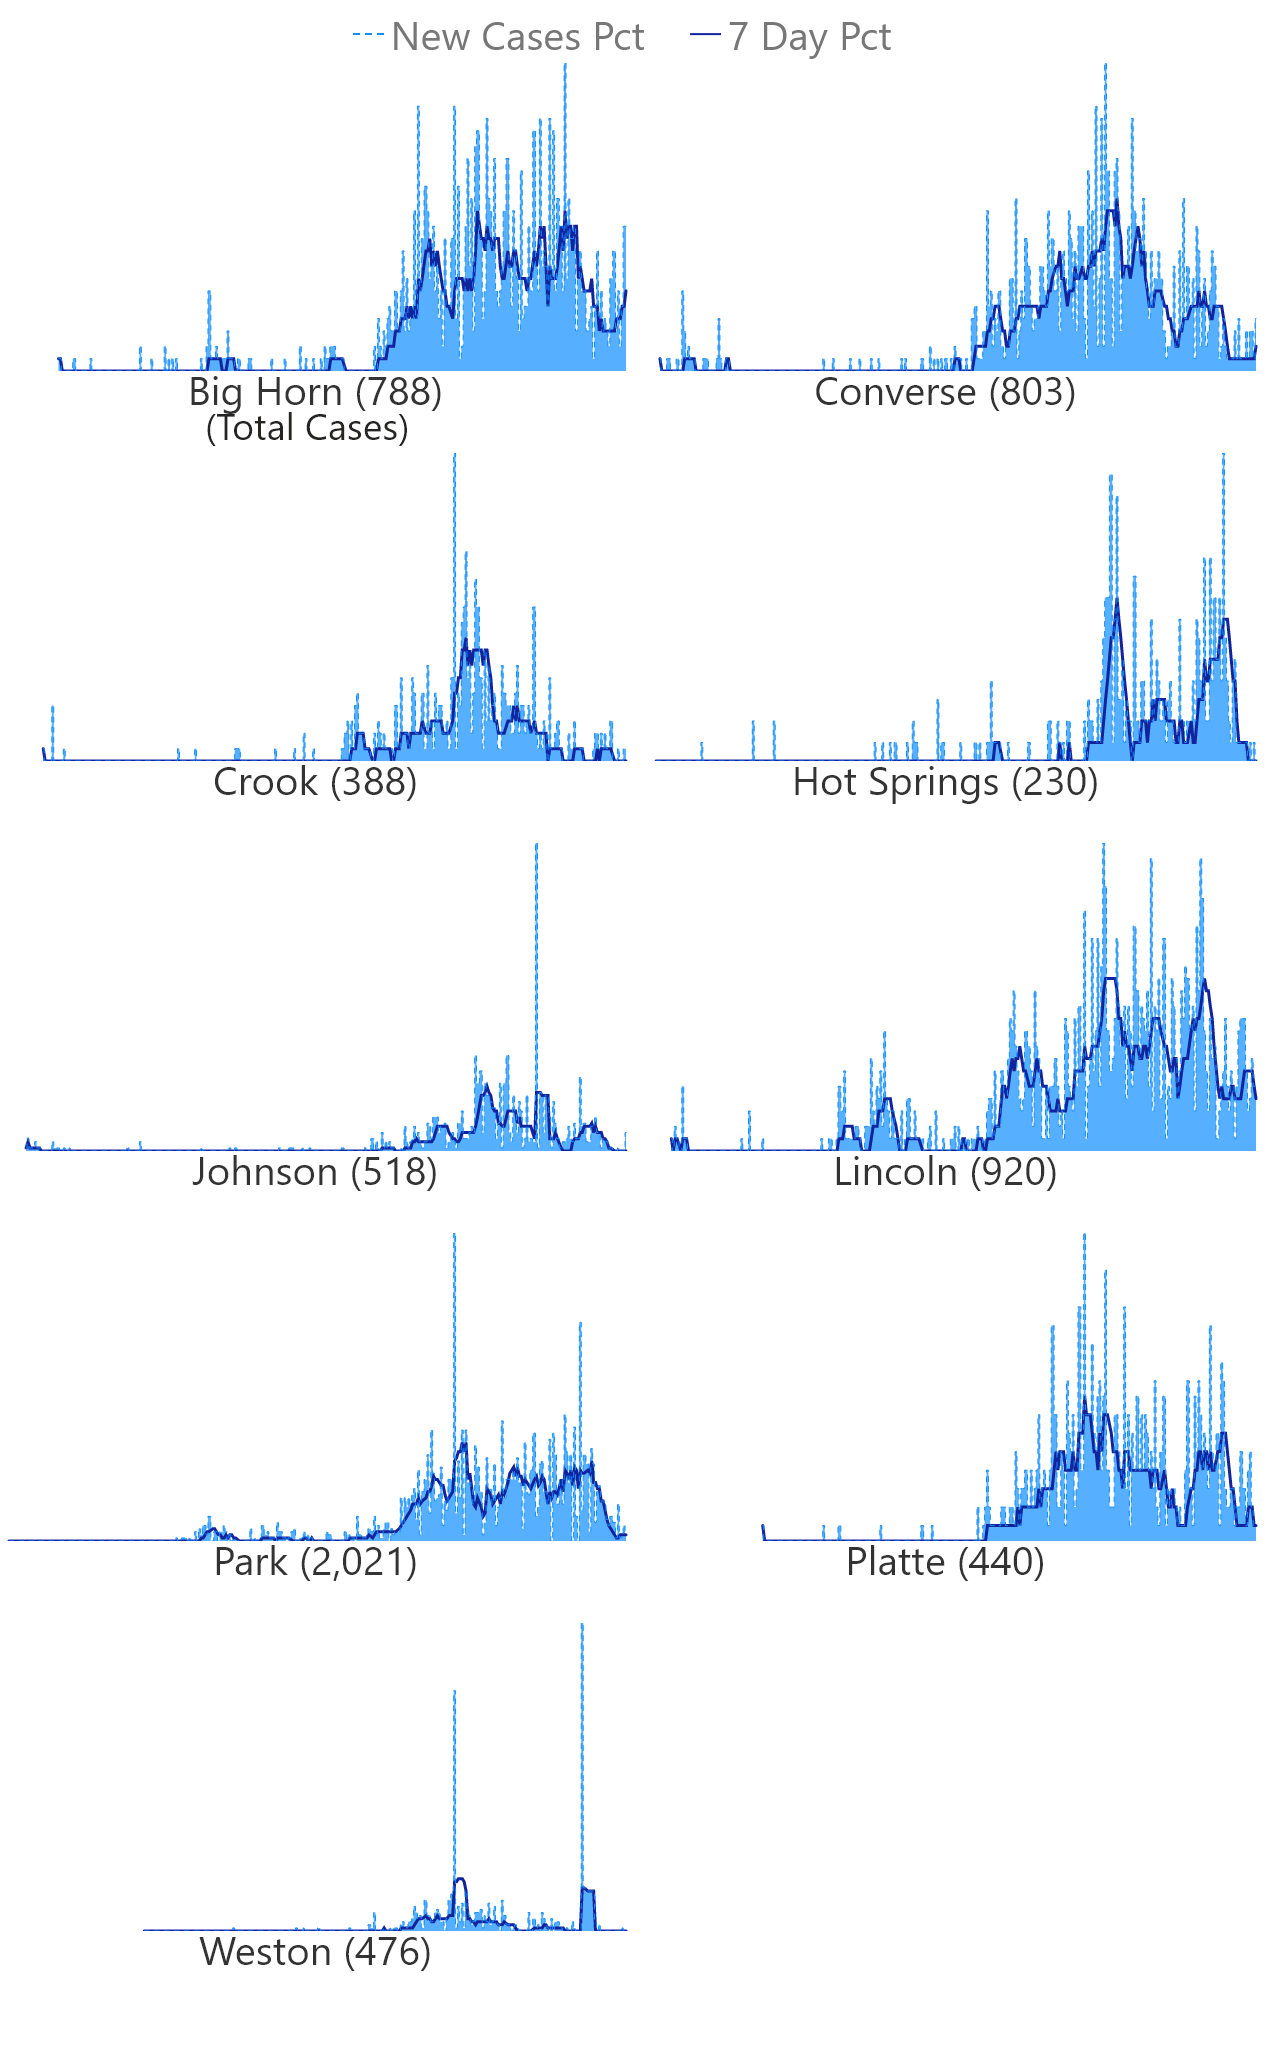 New Cases Pct 7 Day Pct
Big Horn (788) Converse (803)
(Total Cases)
Crook (388) Hot Springs (230)
Johnson (518) Lincoln (920)
Park (2,021) Platte (440)
Weston (476)